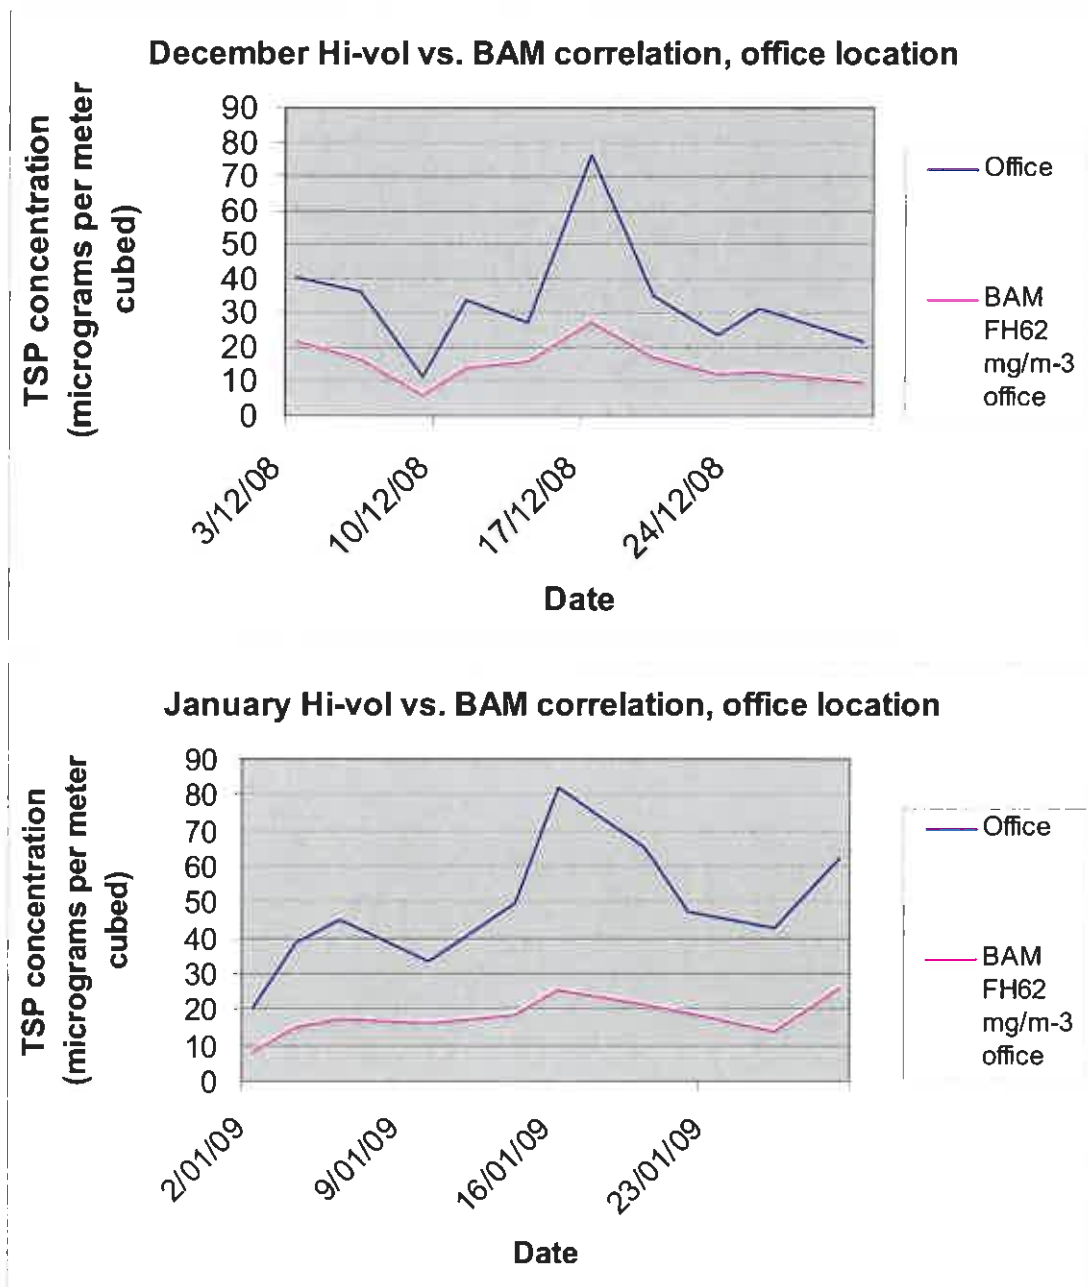 December Hi-vol vs. BAM correlation, office location
TSP concentration
(micrograms per meter
cubed)
90
80
70
60
50
40
30
20
10
0
3/12/08
10/12/08
17/12/08
24/12/08
Date
Office
BAM
FH62
mg/m-3
office
January Hi-vol vs. BAM correlation, office location
TSP concentration
(micrograms per meter
cubed)
90
80
70
60
50
40
30
20
10
0
2/01/09
9/01/09
16/01/09
23/01/09
Date
Office
BAM
FH62
mg/m-3
office